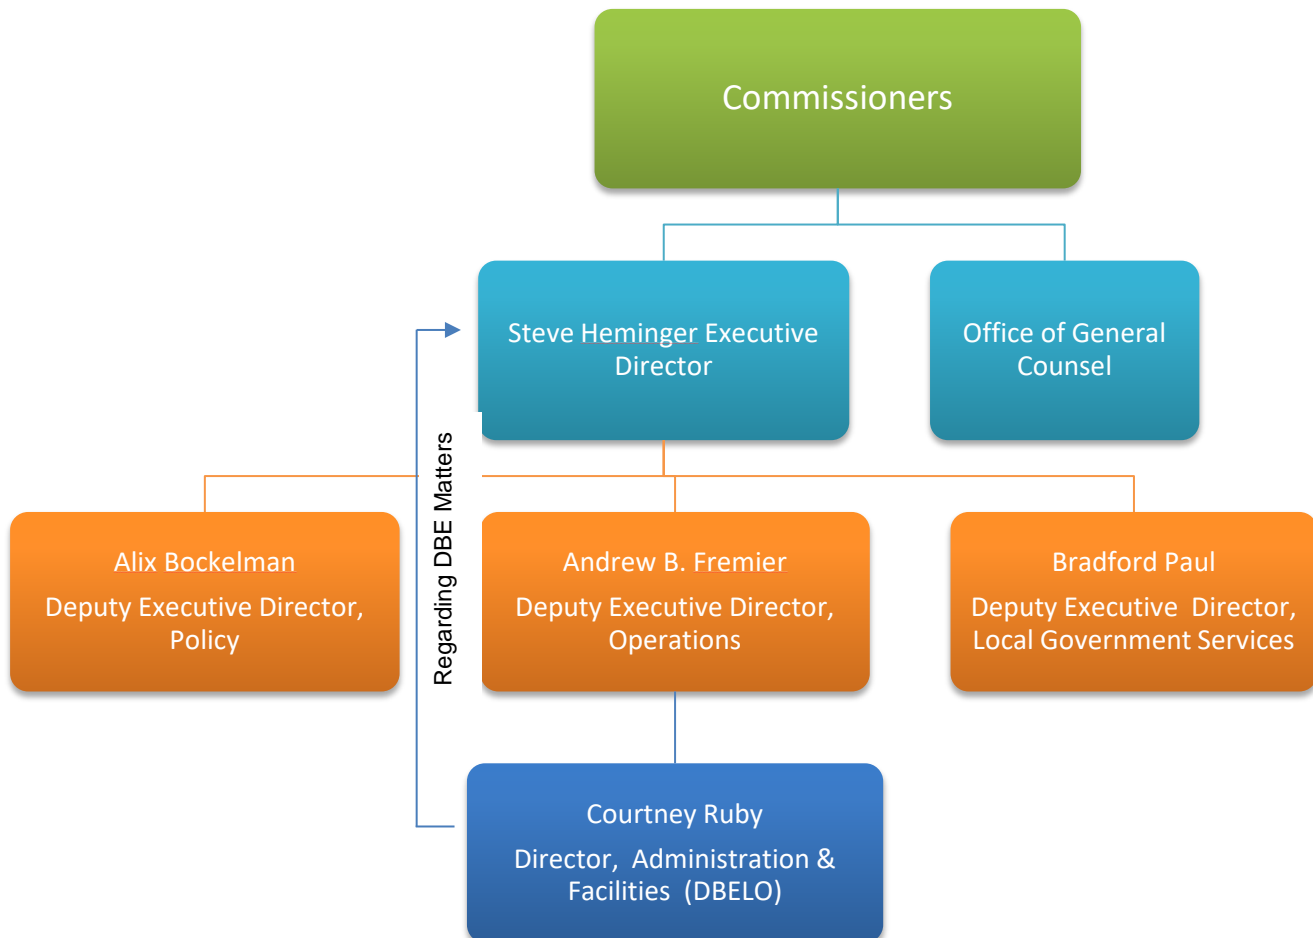 Commissioners
Steve Heminger Executive
Director
Office of General
Counsel
Regarding DBE Matters
Alix Bockelman
Deputy Executive Director,
Policy
Andrew B. Fremier
Deputy Executive Director,
Operations
Bradford Paul
Deputy Executive  Director,
Local Government Services
Courtney Ruby
Director,  Administration &
Facilities  (DBELO)